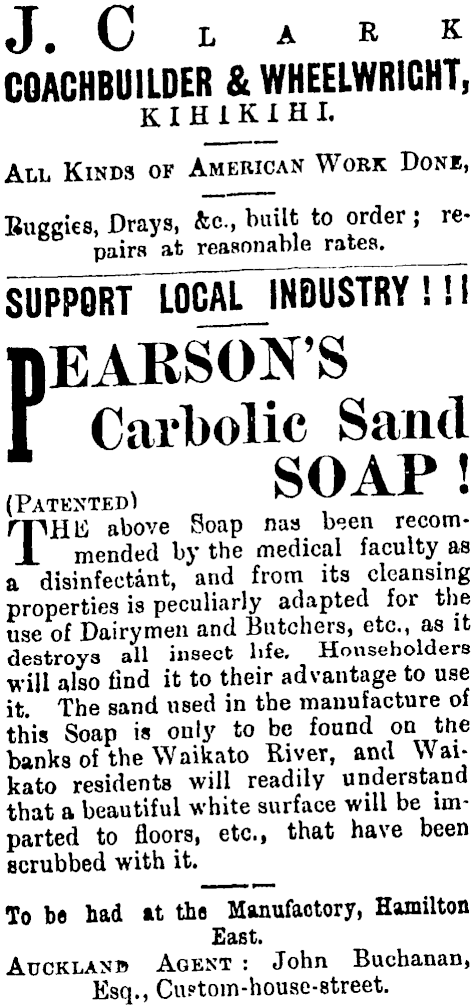 J. CLARK
COACHBUILDER & WHEELWRIGHT,
KIHIKIHI.
ALL KINDS OF AMERICAN WORK DONE,
Buggies, Drays, &c., built to order; re-
pairs at reasonable rates.
SUPPORT LOCAL INDUSTRY!!!
PEARSON'S
Carbolic Sand
SOAP!
(PATENTED)
THE above Soap has been recom-
mended by the medical faculty as
a disinfectant, and from its cleansing
properties is peculiarly adapted for the
use of Dairymen and Butchers, etc., as it
destroys all insect life. Householders
will also find it to their advantage to use
it. The sand used in the manufacture of
this Soap is only to be found on the
banks of the Waikato River, and Wai-
kato residents will readily understand
that a beautiful white surface will be im-
parted to floors, etc., that have been
scrubbed with it.
To be had at the Manufactory, Hamilton
East.
AUCKLAND AGENT: John Buchanan,
Esq., Custom-house-street.